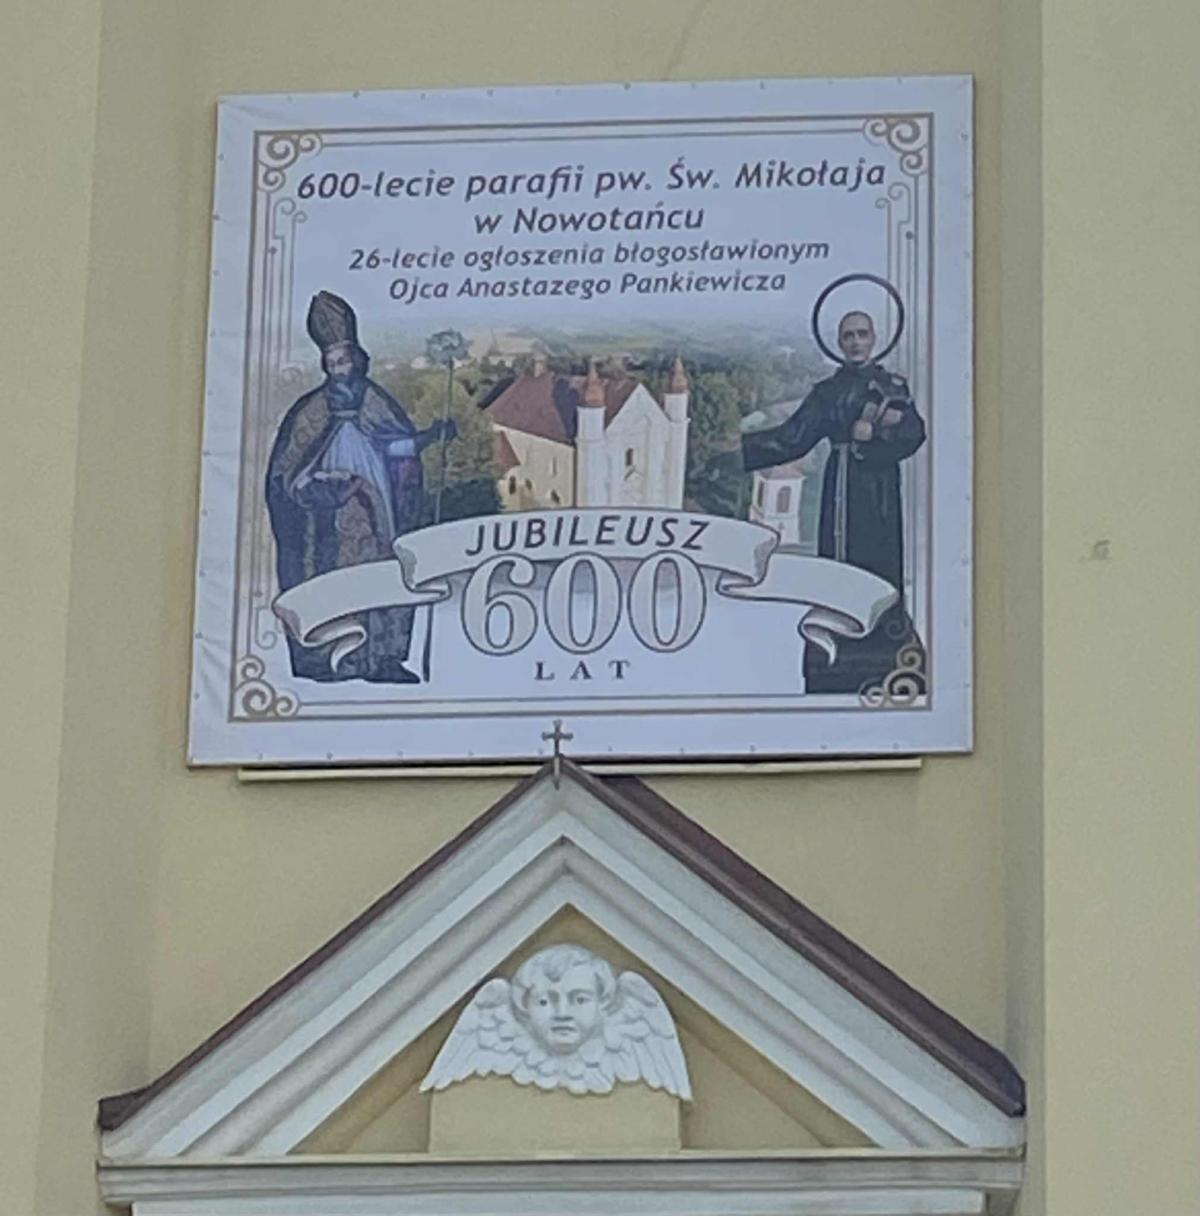 600-lecie parafii pw. Św. Mikołaja
w Nowotańcu
26-lecie ogłoszenia błogosławionym
Ojca Anastazego Pankiewicza
JUBILEUSZ
600
LAT